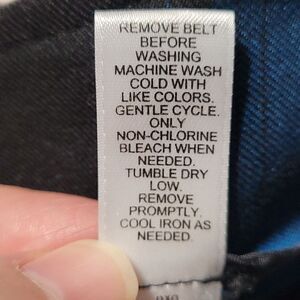 REMOVE BELT
BEFORE
WASHING
MACHINE WASH
COLD WITH
LIKE COLORS.
GENTLE CYCLE.
ONLY
NON-CHLORINE
BLEACH WHEN
NEEDED.
TUMBLE DRY
LOW.
REMOVE
PROMPTLY.
COOL IRON AS
NEEDED.